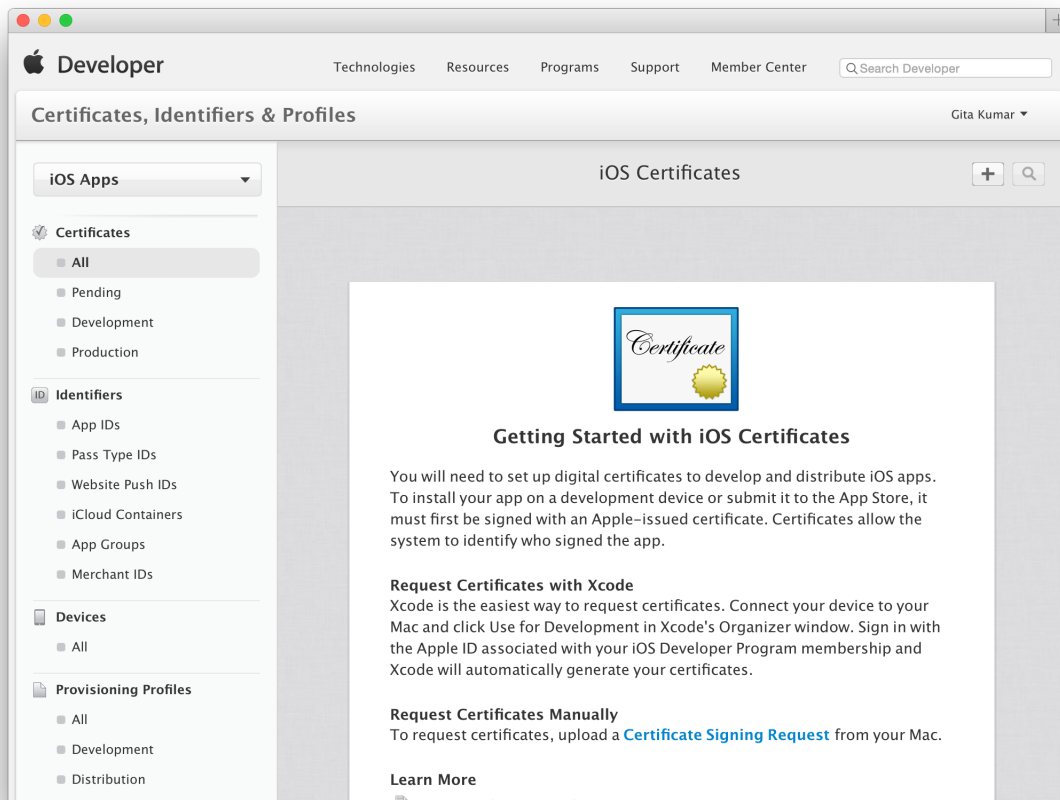 Developer
Technologies
Resources
Programs
Support
Member Center
Search Developer
Certificates, Identifiers & Profiles
Gita Kumar
iOS Apps
iOS Certificates
Certificates
All
Pending
Development
Production
ID Identifiers
App IDs
Pass Type IDs
Website Push IDs
iCloud Containers
App Groups
Merchant IDs
Devices
All
Provisioning Profiles
All
Development
Distribution
Certificate
Getting Started with iOS Certificates
You will need to set up digital certificates to develop and distribute iOS apps.
To install your app on a development device or submit it to the App Store, it
must first be signed with an Apple-issued certificate. Certificates allow the
system to identify who signed the app.
Request Certificates with Xcode
Xcode is the easiest way to request certificates. Connect your device to your
Mac and click Use for Development in Xcode's Organizer window. Sign in with
the Apple ID associated with your iOS Developer Program membership and
Xcode will automatically generate your certificates.
Request Certificates Manually
To request certificates, upload a Certificate Signing Request from your Mac.
Learn More